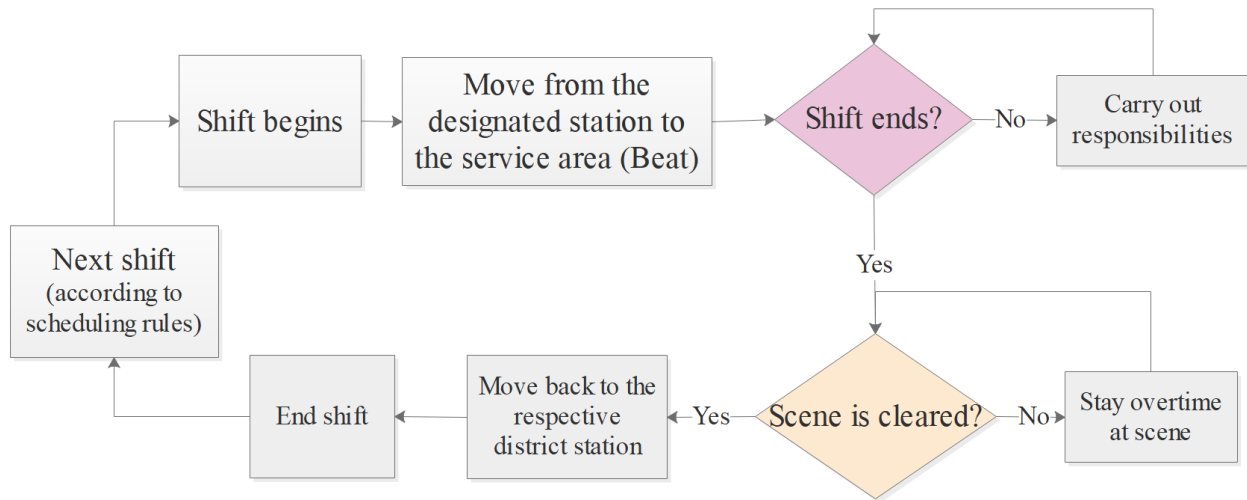 Shift begins
Move from the
designated station to
the service area (Beat)
Shift ends?
No
Carry out
responsibilities
Yes
Next shift
(according to
scheduling rules)
End shift
Move back to the
respective
district station
Yes
Scene is cleared?
No
Stay overtime
at scene